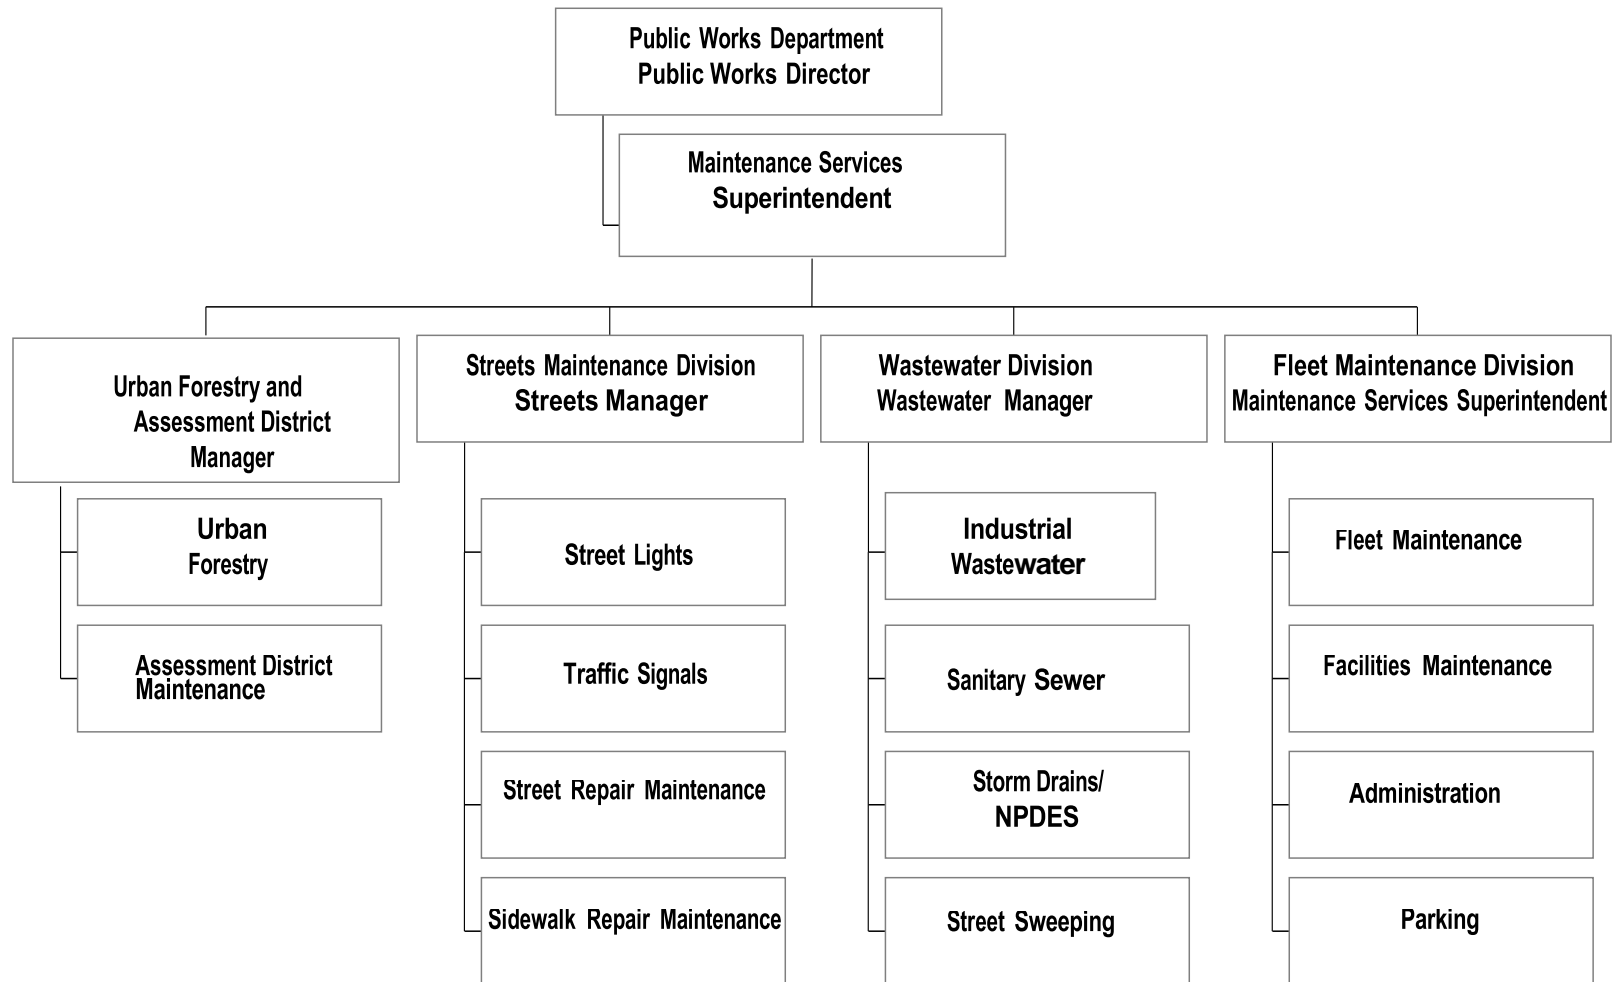 Public Works Department
Public Works Director
Maintenance Services
Superintendent
Urban Forestry and
Assessment District
Manager
Urban
Forestry
Assessment District
Maintenance
Streets Maintenance Division
Streets Manager
Street Lights
Traffic Signals
Street Repair Maintenance
Sidewalk Repair Maintenance
Wastewater Division
Wastewater Manager
Industrial
Wastewater
Sanitary Sewer
Storm Drains/
NPDES
Street Sweeping
Fleet Maintenance Division
Maintenance Services Superintendent
Fleet Maintenance
Facilities Maintenance
Administration
Parking